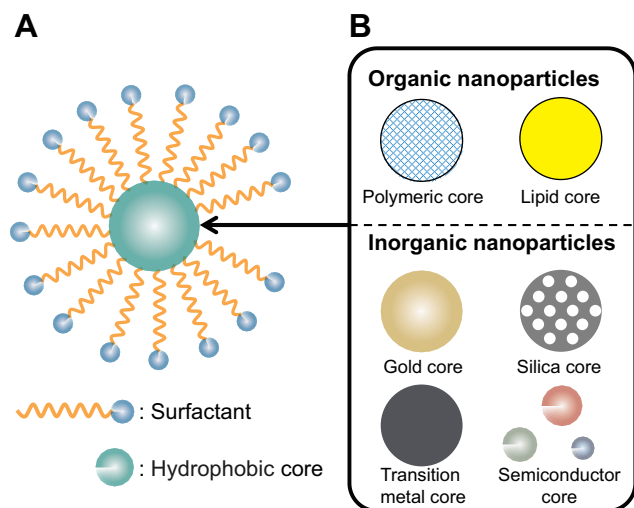 A
B
Organic nanoparticles
Polymeric core
Lipid core
Inorganic nanoparticles
Gold core
Silica core
Transition
metal core
Semiconductor
core
: Surfactant
: Hydrophobic core